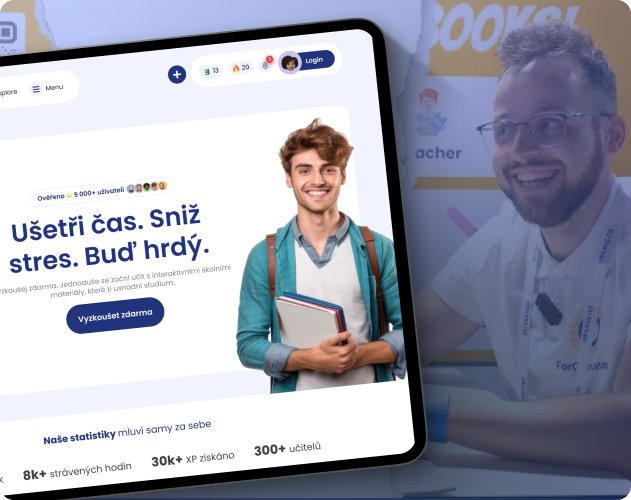 BOOKS!
acher
plore
Menu
13
20
3
Login
Ověřeno 9 000+ uživateli
Ušetři čas. Sniž
stres. Buď hrdý.
zkoušej zdarma. Jednoduše se začni učit s interaktivními školními
materiály, které ti usnadní studium.
Vyzkoušet zdarma
Naše statistiky mluví samy za sebe
8k+ strávených hodin
30k+ XP získáno
300+ učitelů